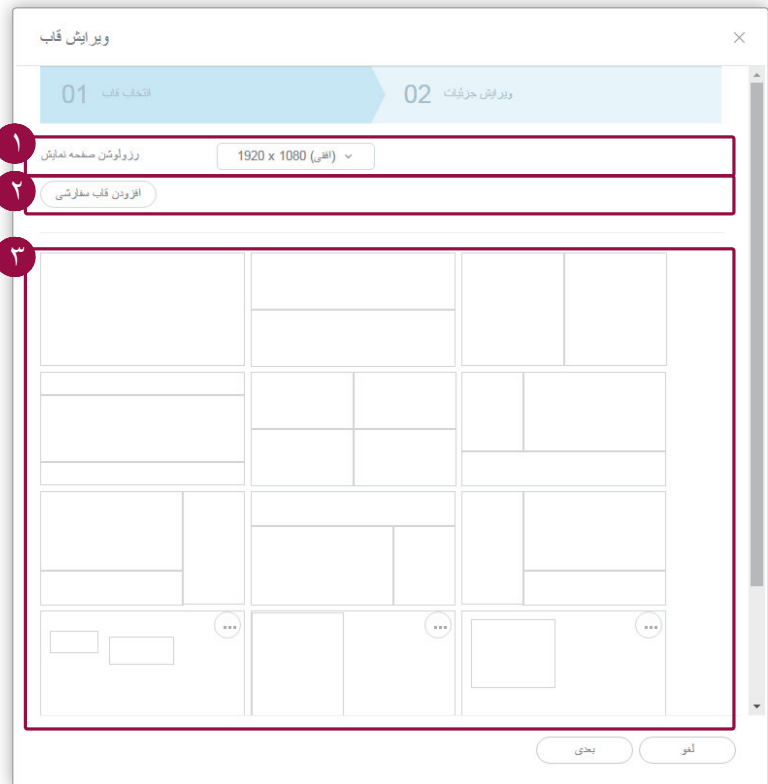 ویرایش قاب
01 انتخاب قاب
02 ویرایش جزئیات
۱
رزولوشن صفحه نمایش
1920 x 1080 (افقی)
۲
افزودن قاب سفارشی
۳
بعدی
لغو